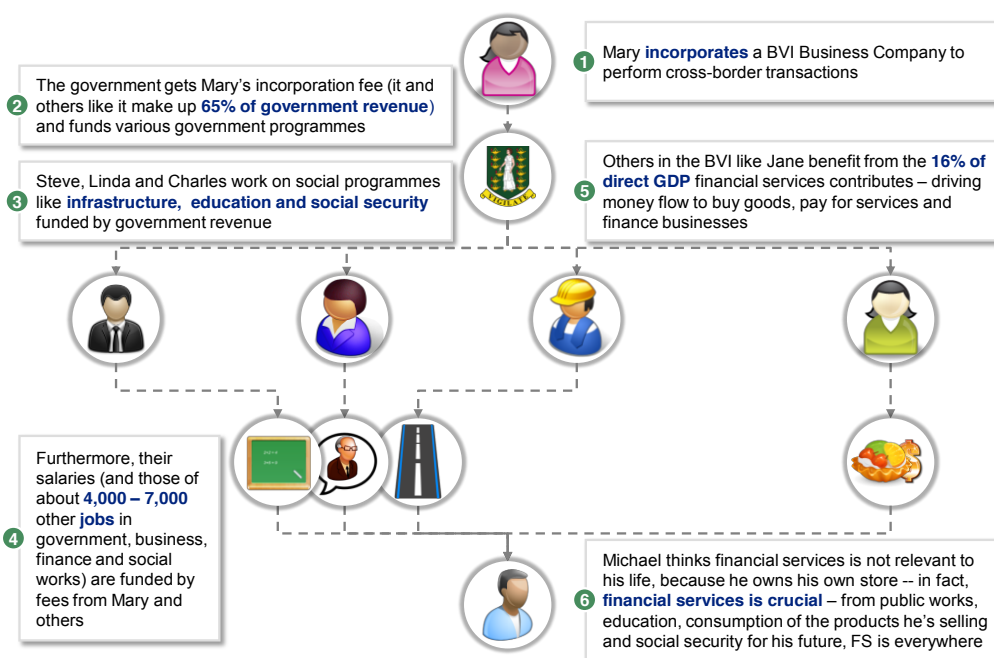 1
Mary incorporates a BVI Business Company to
perform cross-border transactions
2
The government gets Mary's incorporation fee (it and
others like it make up 65% of government revenue)
and funds various government programmes
3
Steve, Linda and Charles work on social programmes
like infrastructure, education and social security
funded by government revenue
VIGILATE
4
Furthermore, their
salaries (and those of
about 4,000 – 7,000
other jobs in
government, business,
finance and social
works) are funded by
fees from Mary and
others
5
Others in the BVI like Jane benefit from the 16% of
direct GDP financial services contributes – driving
money flow to buy goods, pay for services and
finance businesses
6
Michael thinks financial services is not relevant to
his life, because he owns his own store -- in fact,
financial services is crucial – from public works,
education, consumption of the products he's selling
and social security for his future, FS is everywhere